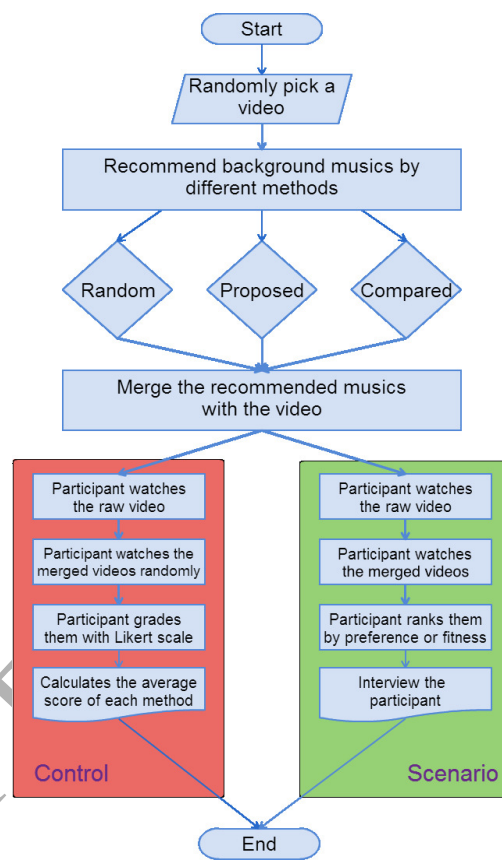 Start
Randomly pick a
video
Recommend background musics by
different methods
Random
Proposed
Compared
Merge the recommended musics
with the video
Participant watches
the raw video
Participant watches the
merged videos randomly
Participant grades
them with Likert scale
Calculates the average
score of each method
Control
Participant watches
the raw video
Participant watches
the merged videos
Participant ranks them
by preference or fitness
Interview the
participant
Scenario
End